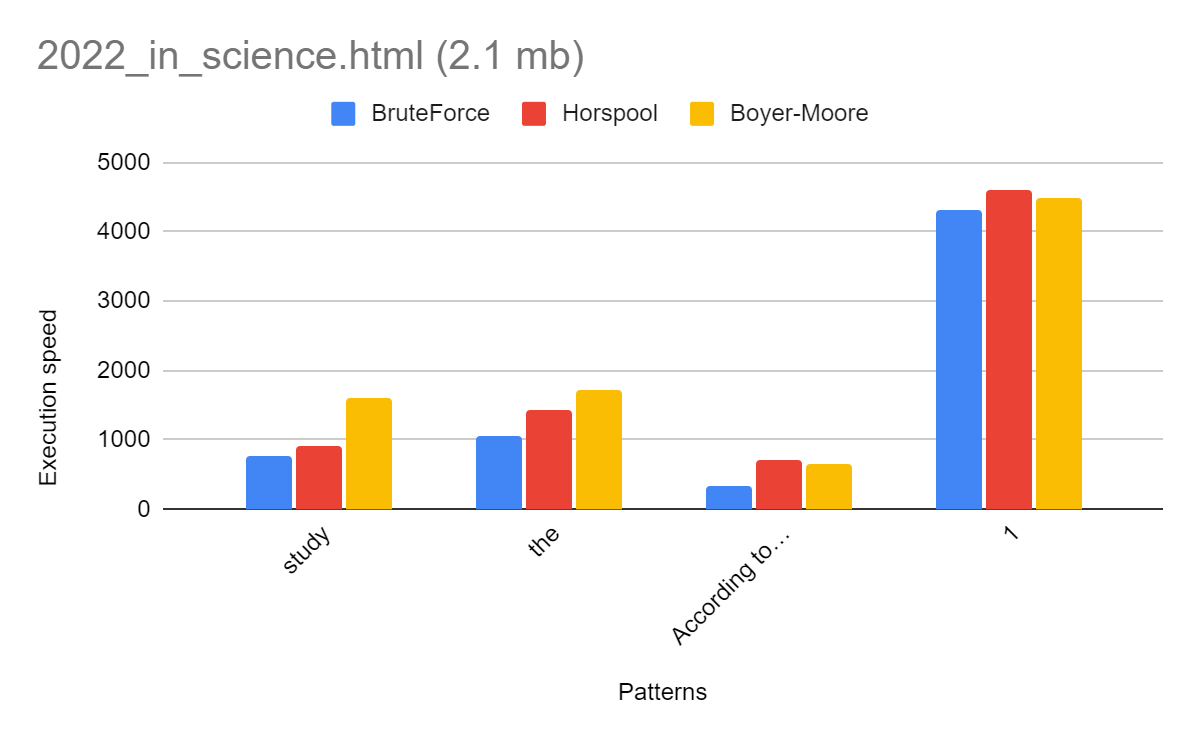 2022_in_science.html (2.1 mb)
BruteForce Horspool Boyer-Moore
5000
4000
3000
2000
1000
0
Execution speed
study the According to… 1
Patterns